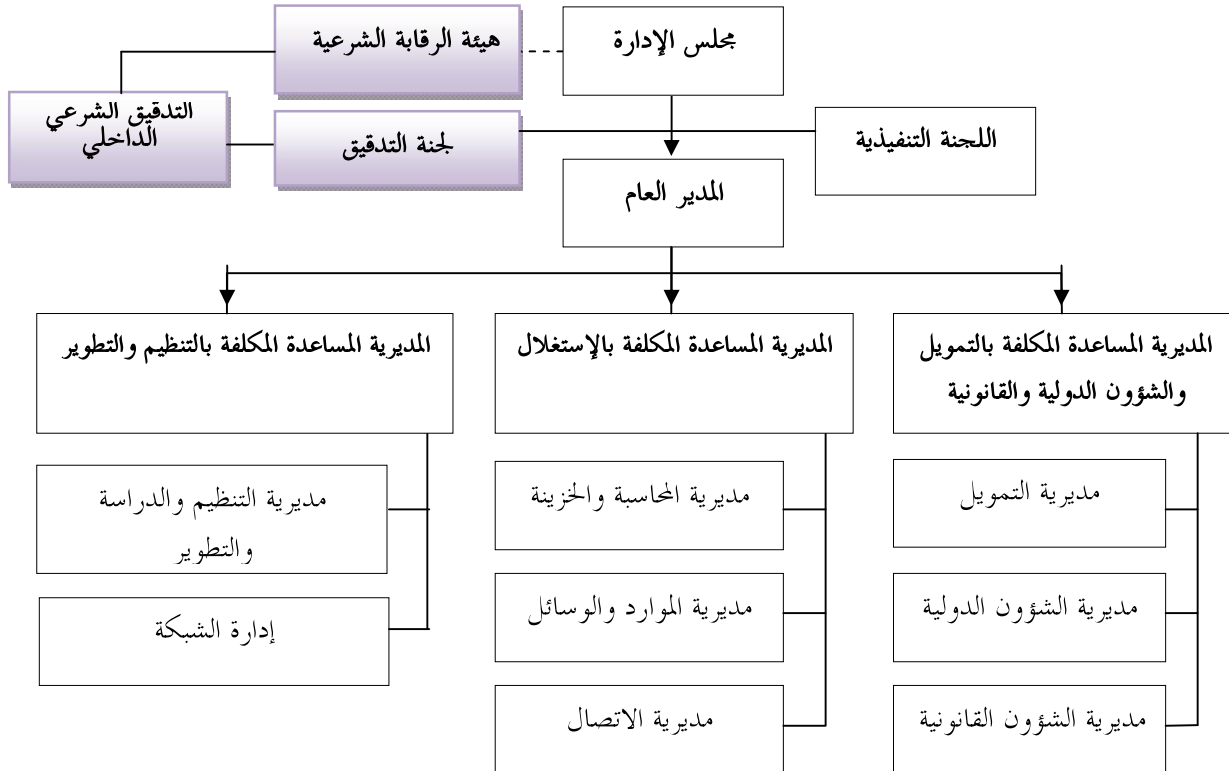 مجلس الإدارة
هيئة الرقابة الشرعية
التدقيق الشرعي
الداخلي
لجنة التدقيق
اللجنة التنفيذية
المدير العام
المديرية المساعدة المكلفة بالتمويل
والشؤون الدولية والقانونية
المديرية المساعدة المكلفة بالإستغلال
المديرية المساعدة المكلفة بالتنظيم والتطوير
مديرية التمويل
مديرية الشؤون الدولية
مديرية الشؤون القانونية
مديرية المحاسبة والخزينة
مديرية الموارد والوسائل
مديرية الاتصال
مديرية التنظيم والدراسة
والتطوير
إدارة الشبكة